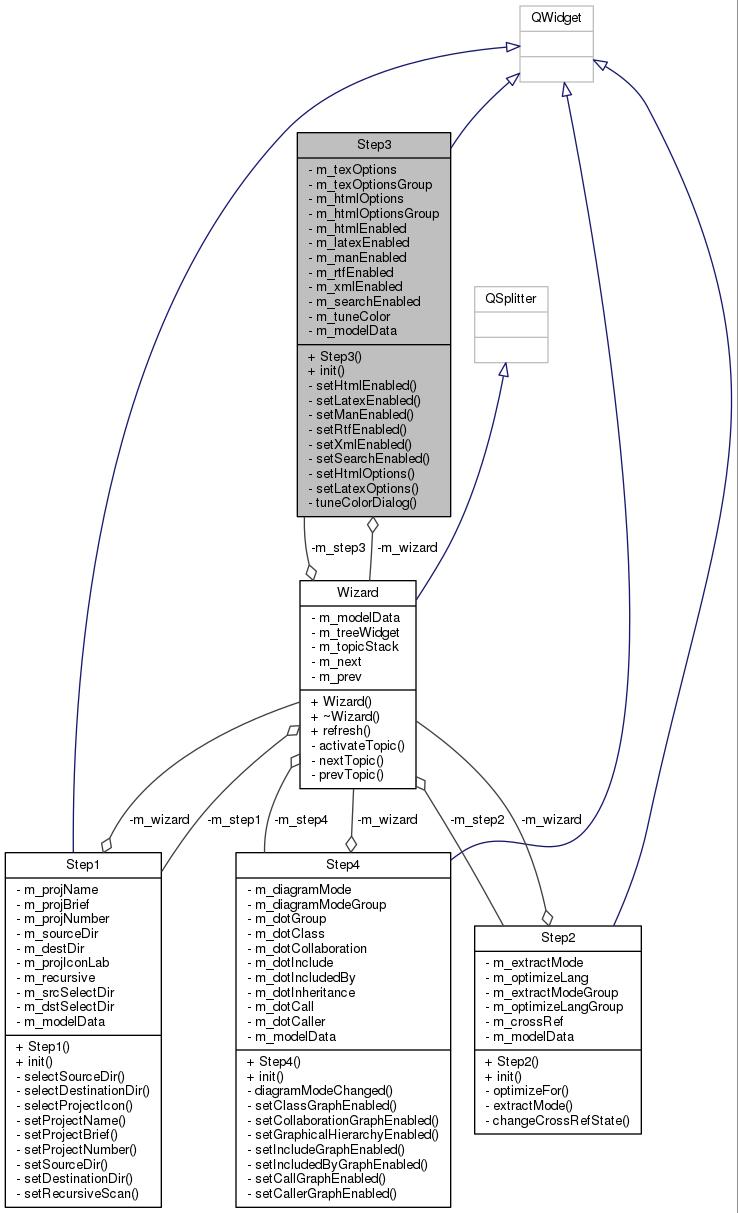 QWidget
Step3
- m_texOptions
- m_texOptionsGroup
- m_htmlOptions
- m_htmlOptionsGroup
- m_htmlEnabled
- m_latexEnabled
- m_manEnabled
- m_rtfEnabled
- m_xmlEnabled
- m_searchEnabled
- m_tuneColor
- m_modelData
+ Step3()
+ init()
- setHtmlEnabled()
- setLatexEnabled()
- setManEnabled()
- setRtfEnabled()
- setXmlEnabled()
- setSearchEnabled()
- setHtmlOptions()
- setLatexOptions()
- tuneColorDialog()
QSplitter
-m_step3
-m_wizard
Wizard
- m_modelData
- m_treeWidget
- m_topicStack
- m_next
- m_prev
+ Wizard()
+ ~Wizard()
+ refresh()
- activateTopic()
- nextTopic()
- prevTopic()
-m_wizard
-m_step1
-m_step4
-m_wizard
-m_step2
-m_wizard
Step1
- m_projName
- m_projBrief
- m_projNumber
- m_sourceDir
- m_destDir
- m_projIconLab
- m_recursive
- m_srcSelectDir
- m_dstSelectDir
- m_modelData
+ Step1()
+ init()
- selectSourceDir()
- selectDestinationDir()
- selectProjectIcon()
- setProjectName()
- setProjectBrief()
- setProjectNumber()
- setSourceDir()
- setDestinationDir()
- setRecursiveScan()
Step4
- m_diagramMode
- m_diagramModeGroup
- m_dotGroup
- m_dotClass
- m_dotCollaboration
- m_dotInclude
- m_dotIncludedBy
- m_dotInheritance
- m_dotCall
- m_dotCaller
- m_modelData
+ Step4()
+ init()
- diagramModeChanged()
- setClassGraphEnabled()
- setCollaborationGraphEnabled()
- setGraphicalHierarchyEnabled()
- setIncludeGraphEnabled()
- setIncludedByGraphEnabled()
- setCallGraphEnabled()
- setCallerGraphEnabled()
Step2
- m_extractMode
- m_optimizeLang
- m_extractModeGroup
- m_optimizeLangGroup
- m_crossRef
- m_modelData
+ Step2()
+ init()
- optimizeFor()
- extractMode()
- changeCrossRefState()